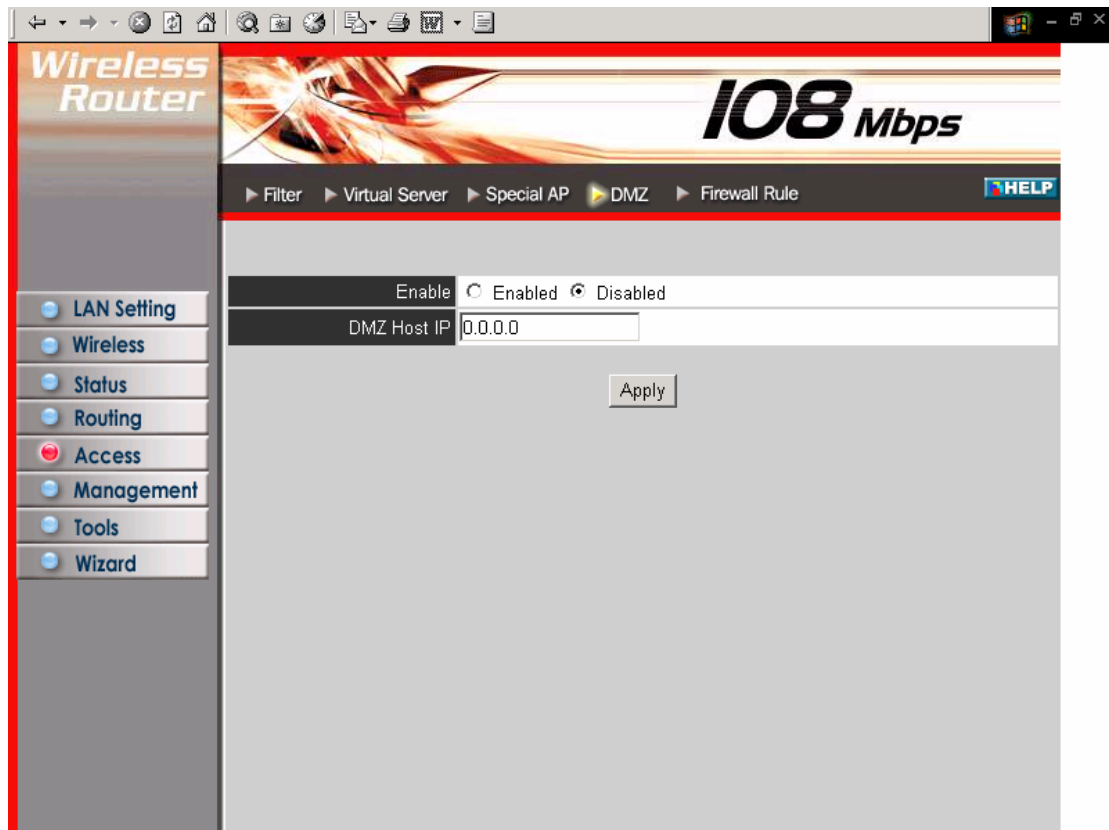 Wireless
Router
108 Mbps
Filter Virtual Server Special AP DMZ Firewall Rule HELP
Enable Enabled Disabled
DMZ Host IP 0.0.0.0
Apply
LAN Setting
Wireless
Status
Routing
Access
Management
Tools
Wizard